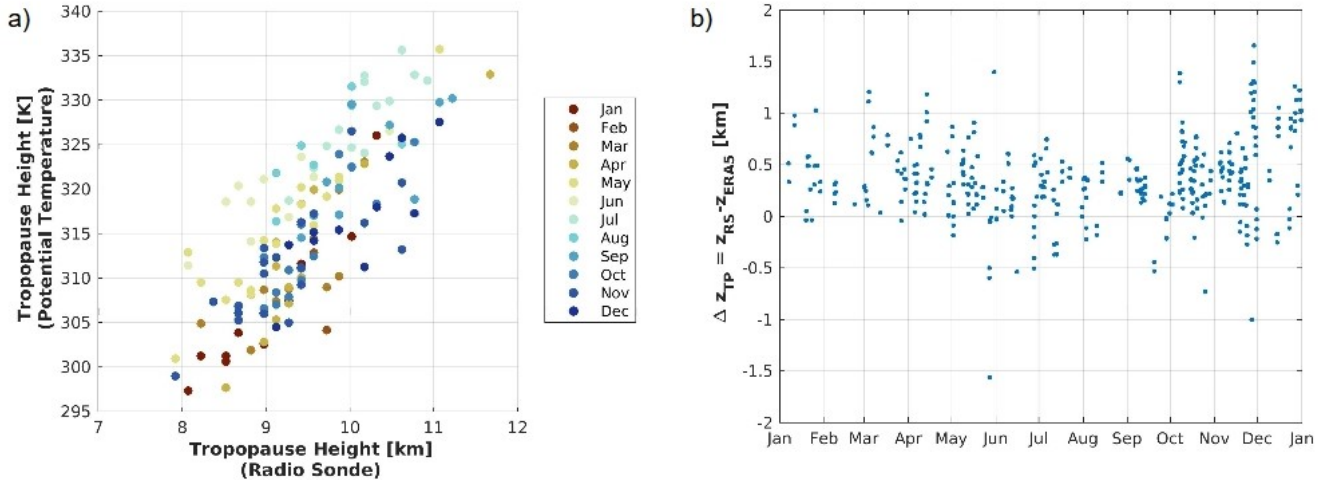 a)
Tropopause Height [K]
(Potential Temperature)
340
335
330
325
320
315
310
305
300
295
7 8 9 10 11 12
Tropopause Height [km]
(Radio Sonde)
Jan
Feb
Mar
Apr
May
Jun
Jul
Aug
Sep
Oct
Nov
Dec
b)
Δ zTP = zRS-zERA5 [km]
2
1.5
1
0.5
0
-0.5
-1
-1.5
-2
Jan Feb Mar Apr May Jun Jul Aug Sep Oct Nov Dec Jan